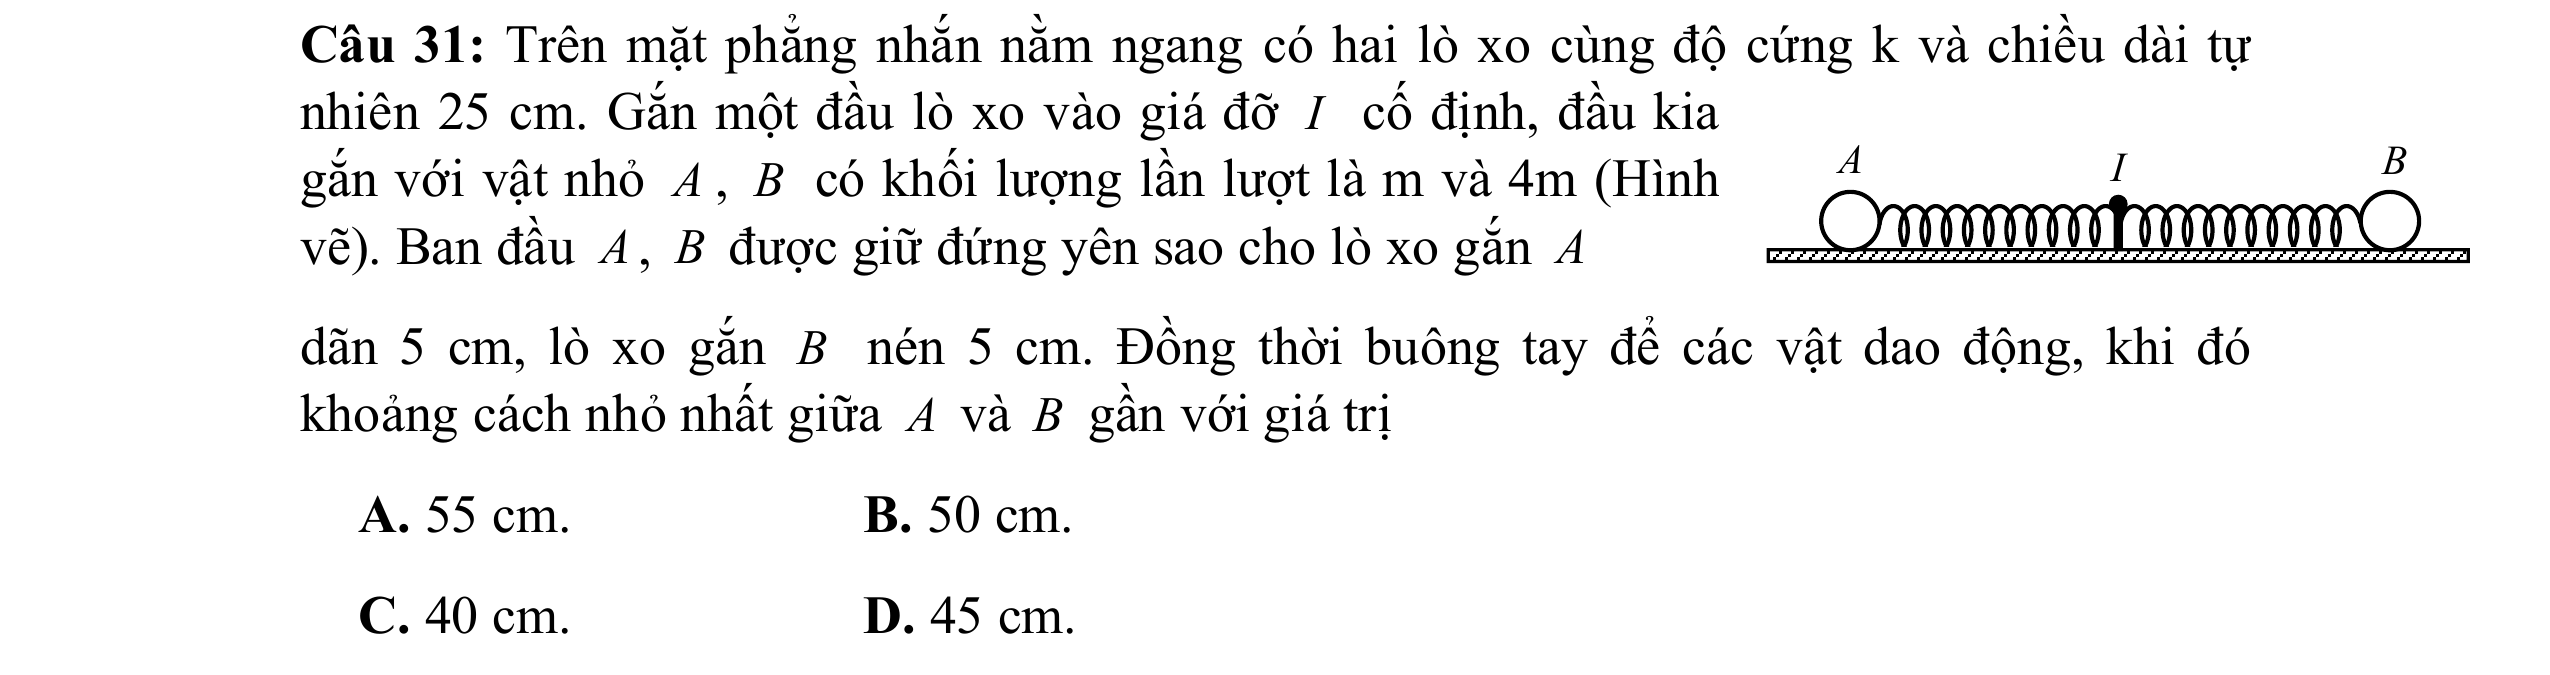 Câu 31: Trên mặt phẳng nhắn nằm ngang có hai lò xo cùng độ cứng k và chiều dài tự
nhiên 25 cm. Gắn một đầu lò xo vào giá đỡ I cố định, đầu kia
gắn với vật nhỏ A, B có khối lượng lần lượt là m và 4m (Hình
vẽ). Ban đầu A, B được giữ đứng yên sao cho lò xo gắn A
A I B
dãn 5 cm, lò xo gắn B nén 5 cm. Đồng thời buông tay để các vật dao động, khi đó
khoảng cách nhỏ nhất giữa A và B gần với giá trị
A. 55 cm. B. 50 cm.
C. 40 cm. D. 45 cm.